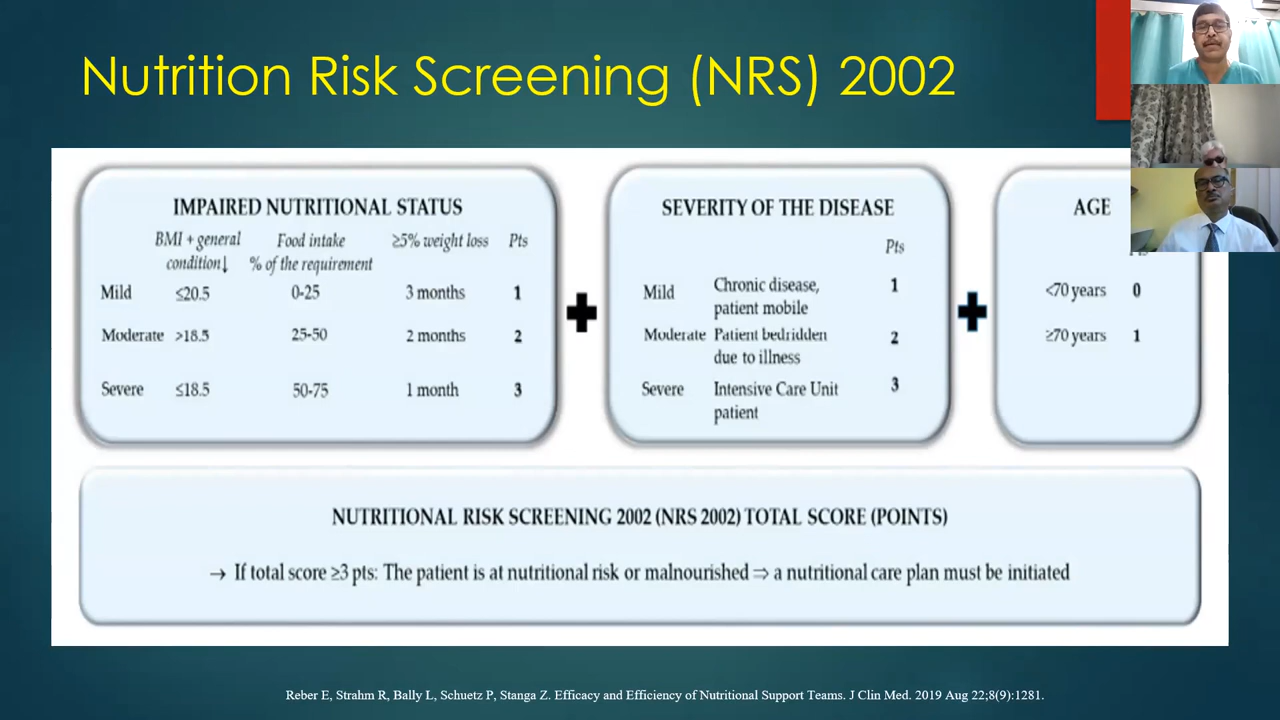 Nutrition Risk Screening (NRS) 2002
IMPAIRED NUTRITIONAL STATUS
BMI + general condition↓ Food intake % of the requirement ≥5% weight loss Pts
Mild ≤20.5 0-25 3 months 1
Moderate >18.5 25-50 2 months 2
Severe ≤18.5 50-75 1 month 3
SEVERITY OF THE DISEASE
Pts
Mild Chronic disease, 1
patient mobile
Moderate Patient bedridden 2
due to illness
Severe Intensive Care Unit 3
patient
AGE
<70 years 0
≥70 years 1
NUTRITIONAL RISK SCREENING 2002 (NRS 2002) TOTAL SCORE (POINTS)
→ If total score ≥3 pts: The patient is at nutritional risk or malnourished ⇒ a nutritional care plan must be initiated
Reber E, Strahm R, Bally L, Schuetz P, Stanga Z. Efficacy and Efficiency of Nutritional Support Teams. J Clin Med. 2019 Aug 22;8(9):1281.